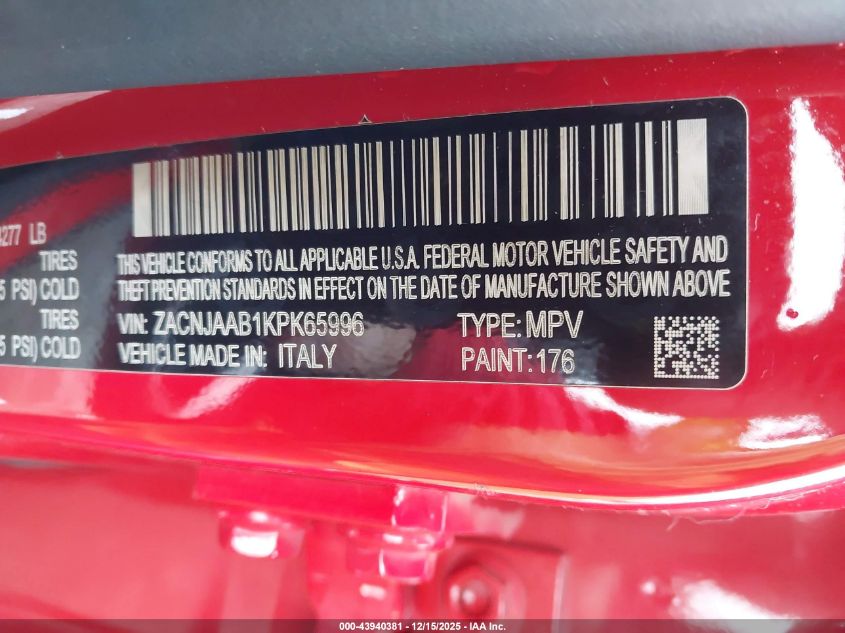 4277 LB
TIRES
5 PSI) COLD
TIRES
5 PSI) COLD
THIS VEHICLE CONFORMS TO ALL APPLICABLE U.S.A. FEDERAL MOTOR VEHICLE SAFETY AND
THEFT PREVENTION STANDARDS IN EFFECT ON THE DATE OF MANUFACTURE SHOWN ABOVE
VIN: ZACNJAAB1KPK65996 TYPE: MPV
VEHICLE MADE IN: ITALY PAINT: 176
000-43940381 - 12/15/2025 - IAA Inc.